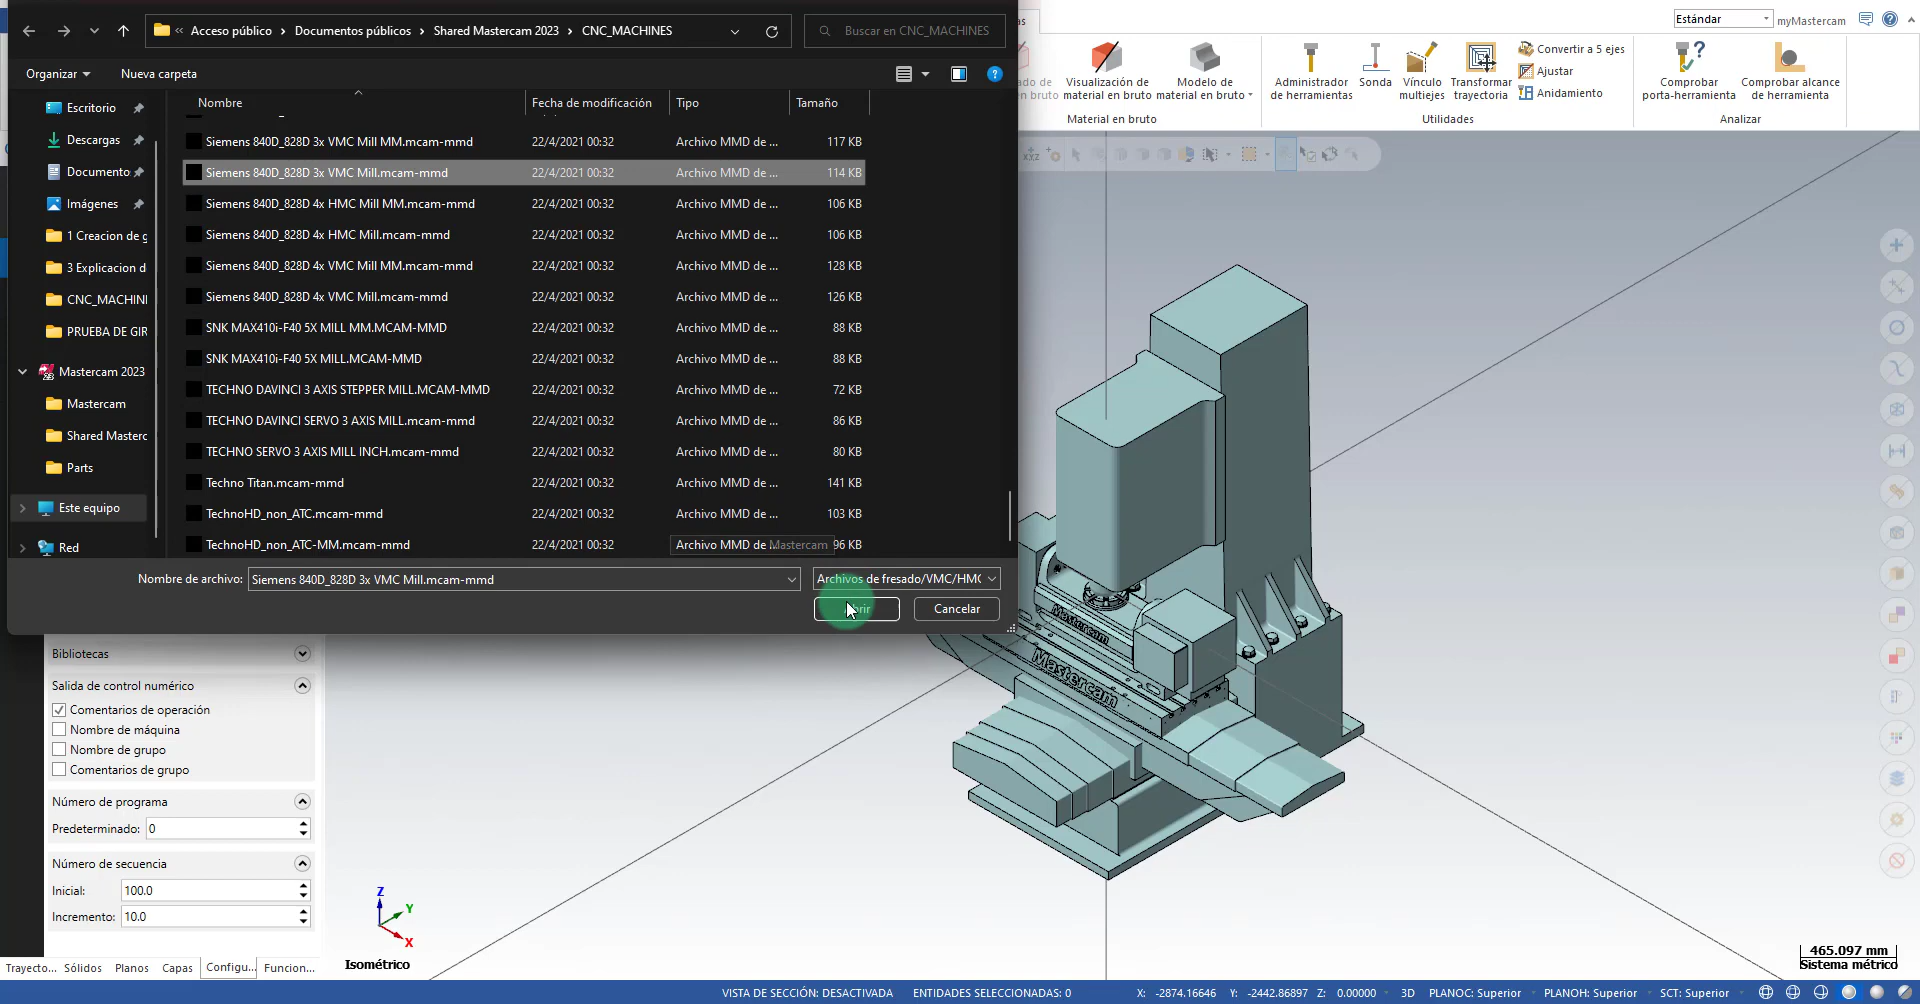 « Acceso público › Documentos públicos › Shared Mastercam 2023 › CNC_MACHINES
Buscar en CNC_MACHINES
Organizar
Nueva carpeta
Nombre
Fecha de modificación
Tipo
Tamaño
Escritorio
Descargas
Documento
Imágenes
1 Creacion de g
3 Explicacion d
CNC_MACHINI
PRUEBA DE GIR
Mastercam 2023
Mastercam
Shared Masterc
Parts
Este equipo
Red
Siemens 840D_828D 3x VMC Mill MM.mcam-mmd 22/4/2021 00:32 Archivo MMD de ... 117 KB
Siemens 840D_828D 3x VMC Mill.mcam-mmd 22/4/2021 00:32 Archivo MMD de ... 114 KB
Siemens 840D_828D 4x HMC Mill MM.mcam-mmd 22/4/2021 00:32 Archivo MMD de ... 106 KB
Siemens 840D_828D 4x HMC Mill.mcam-mmd 22/4/2021 00:32 Archivo MMD de ... 106 KB
Siemens 840D_828D 4x VMC Mill MM.mcam-mmd 22/4/2021 00:32 Archivo MMD de ... 128 KB
Siemens 840D_828D 4x VMC Mill.mcam-mmd 22/4/2021 00:32 Archivo MMD de ... 126 KB
SNK MAX410i-F40 5X MILL MM.MCAM-MMD 22/4/2021 00:32 Archivo MMD de ... 88 KB
SNK MAX410i-F40 5X MILL.MCAM-MMD 22/4/2021 00:32 Archivo MMD de ... 88 KB
TECHNO DAVINCI 3 AXIS STEPPER MILL.MCAM-MMD 22/4/2021 00:32 Archivo MMD de ... 72 KB
TECHNO DAVINCI SERVO 3 AXIS MILL.mcam-mmd 22/4/2021 00:32 Archivo MMD de ... 86 KB
TECHNO SERVO 3 AXIS MILL INCH.mcam-mmd 22/4/2021 00:32 Archivo MMD de ... 80 KB
Techno Titan.mcam-mmd 22/4/2021 00:32 Archivo MMD de ... 141 KB
TechnoHD_non_ATC.mcam-mmd 22/4/2021 00:32 Archivo MMD de ... 103 KB
TechnoHD_non_ATC-MM.mcam-mmd 22/4/2021 00:32 Archivo MMD de Mastercam 96 KB
Nombre de archivo: Siemens 840D_828D 3x VMC Mill.mcam-mmd
Archivos de fresado/VMC/HMC
Abrir
Cancelar
Estándar
myMastercam
as
ado de
en bruto
Visualización de
material en bruto
Modelo de
material en bruto
Material en bruto
Administrador
de herramientas
Sonda
Vínculo
multiejes
Transformar
trayectoria
Convertir a 5 ejes
Ajustar
Anidamiento
Utilidades
Comprobar
porta-herramienta
Comprobar alcance
de herramienta
Analizar
XYZ
Mastercam
Mastercam
Bibliotecas
Salida de control numérico
Comentarios de operación
Nombre de máquina
Nombre de grupo
Comentarios de grupo
Número de programa
Predeterminado: 0
Número de secuencia
Inicial: 100.0
Incremento: 10.0
Trayecto... Sólidos Planos Capas Configu... Funcion...
Z
Y
X
Isométrico
465.097 mm
Sistema métrico
VISTA DE SECCIÓN: DESACTIVADA ENTIDADES SELECCIONADAS: 0 X: -2874.16646 Y: -2442.86897 Z: 0.00000 3D PLANOC: Superior PLANOH: Superior SCT: Superior